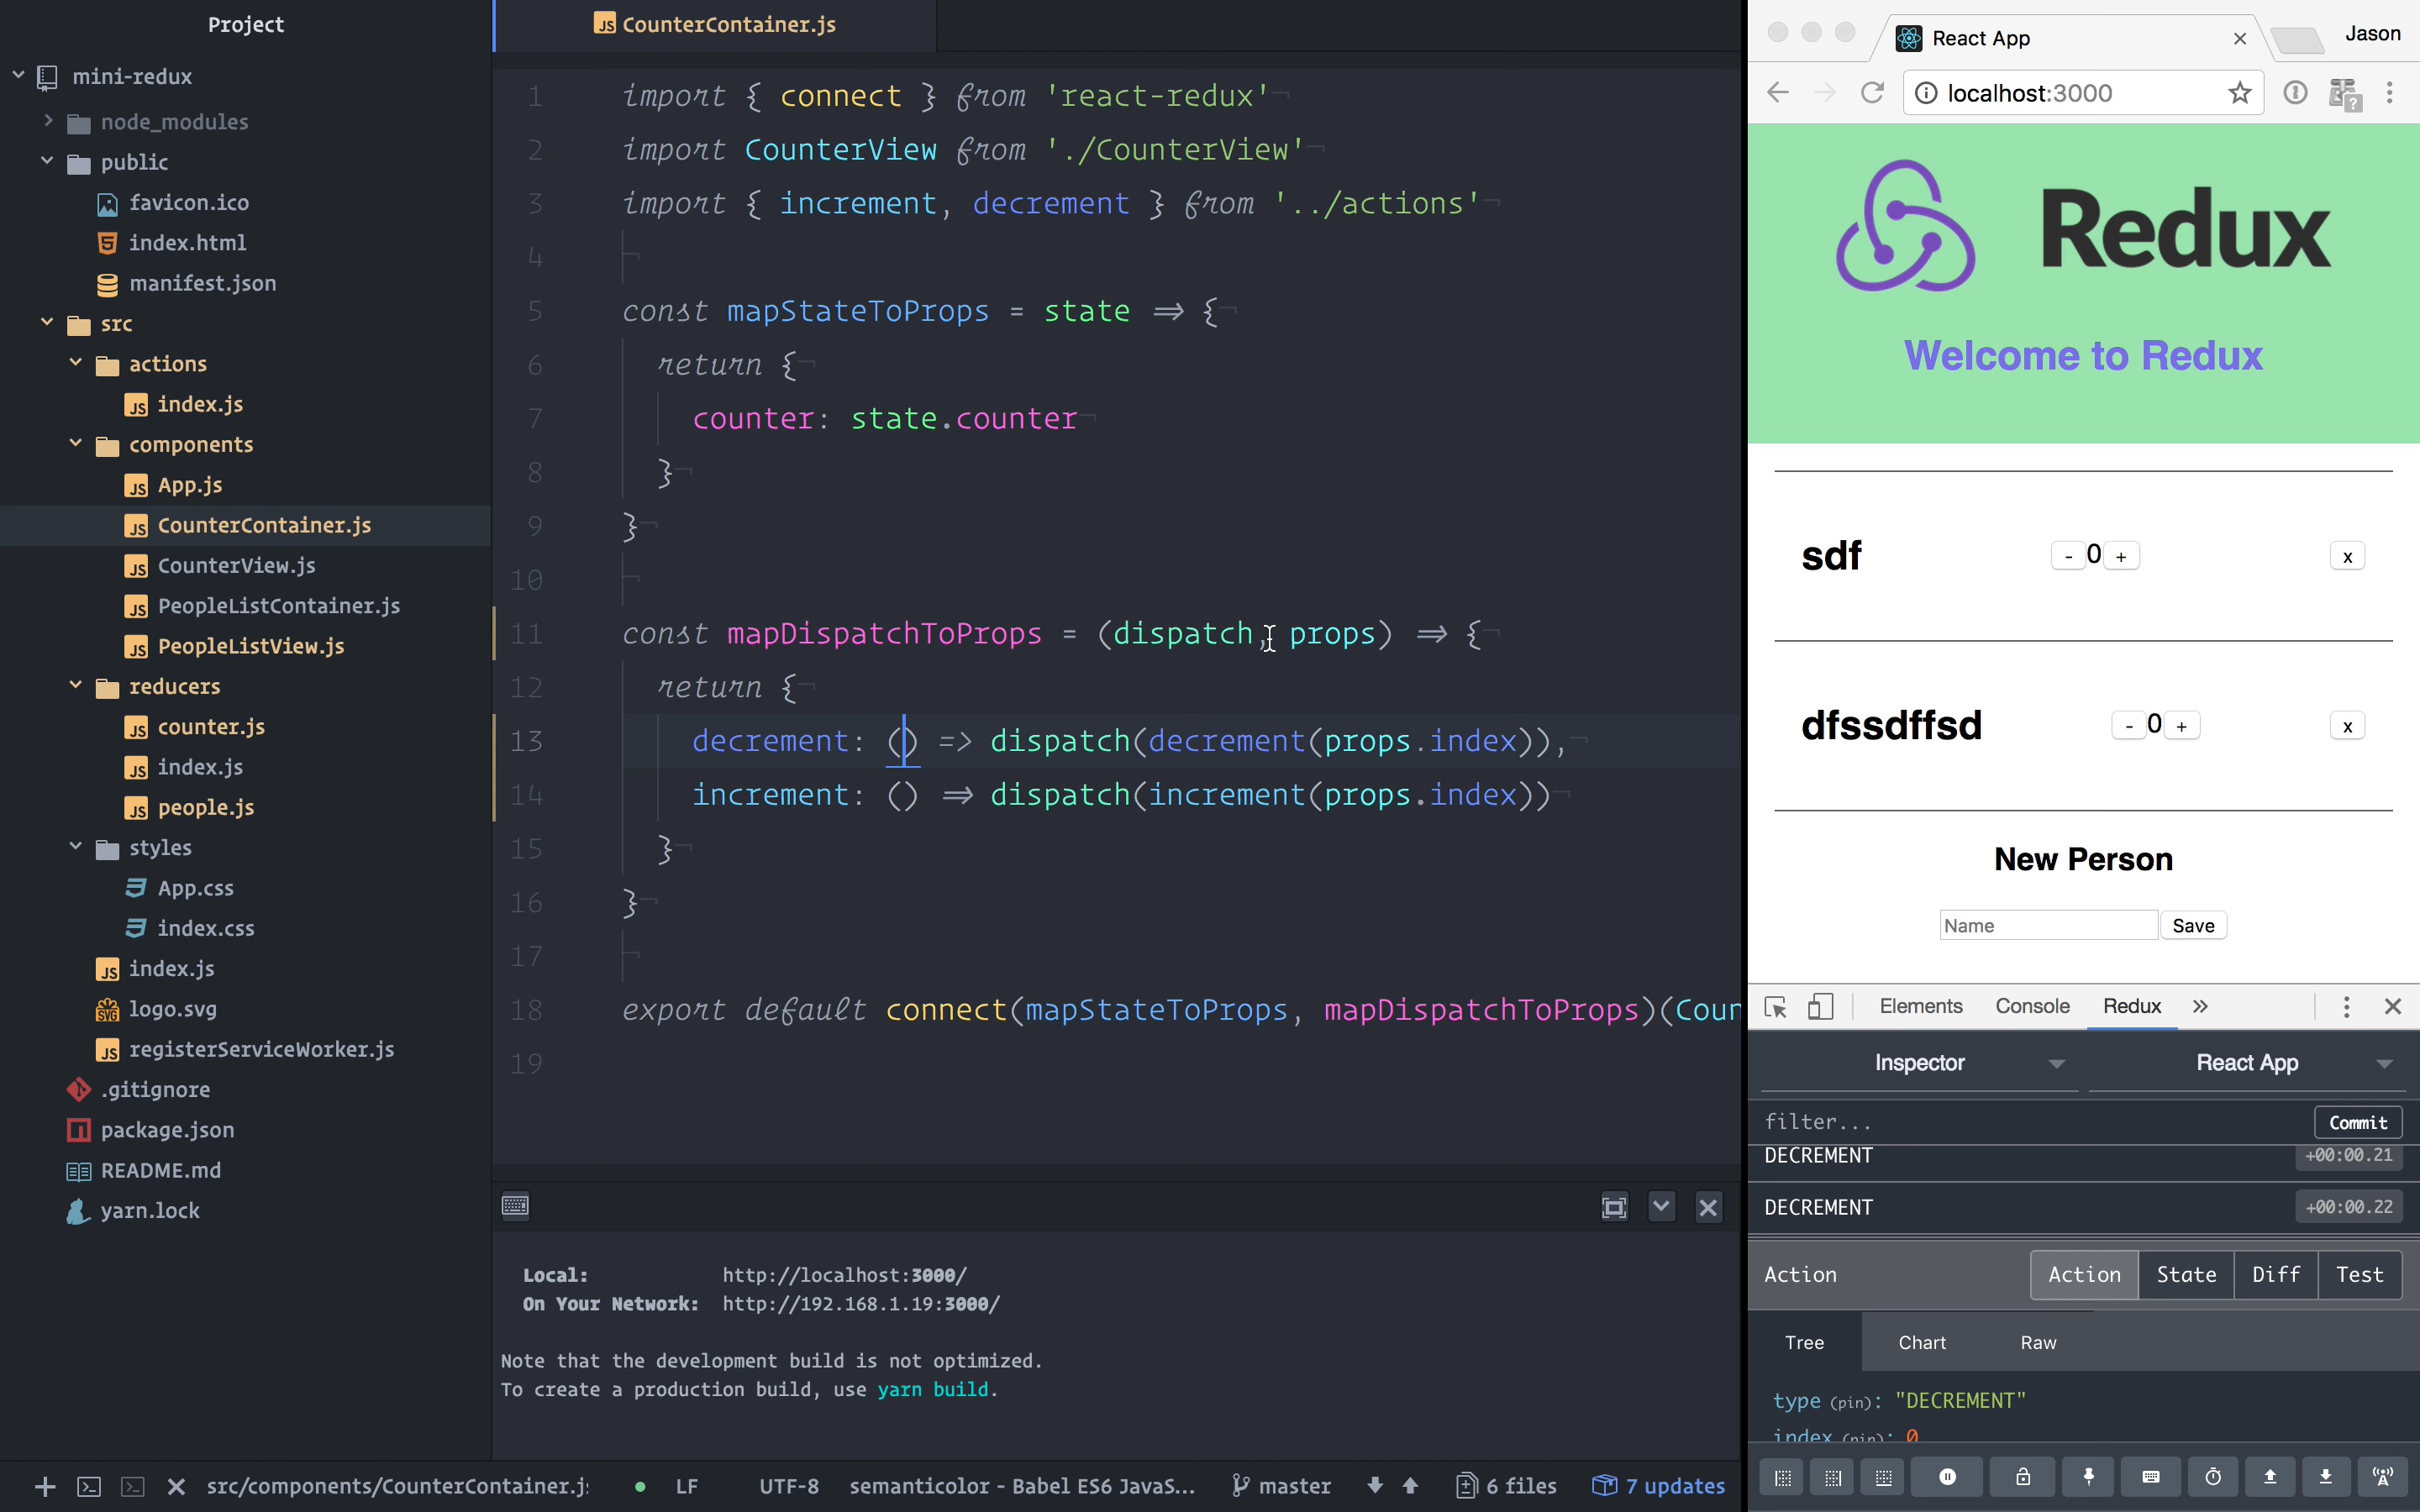 Project
mini-redux
node_modules
public
favicon.ico
index.html
manifest.json
src
actions
index.js
components
App.js
CounterContainer.js
CounterView.js
PeopleListContainer.js
PeopleListView.js
reducers
counter.js
index.js
people.js
styles
App.css
index.css
index.js
logo.svg
registerServiceWorker.js
.gitignore
package.json
README.md
yarn.lock
CounterContainer.js
1 import { connect } from 'react-redux'
2 import CounterView from './CounterView'
3 import { increment, decrement } from '../actions'
4
5 const mapStateToProps = state => {
6 return {
7 counter: state.counter
8 }
9 }
10
11 const mapDispatchToProps = (dispatch, props) => {
12 return {
13 decrement: () => dispatch(decrement(props.index)),
14 increment: () => dispatch(increment(props.index))
15 }
16 }
17
18 export default connect(mapStateToProps, mapDispatchToProps)(Coun
19
Local: http://localhost:3000/
On Your Network: http://192.168.1.19:3000/
Note that the development build is not optimized.
To create a production build, use yarn build.
src/components/CounterContainer.js
LF UTF-8 semanticolor - Babel ES6 JavaS... master 6 files 7 updates
React App
Jason
localhost:3000
Redux
Welcome to Redux
sdf - 0 + x
dfssdffsd - 0 + x
New Person
Name Save
Elements Console Redux
Inspector React App
filter... Commit
DECREMENT +00:00.21
DECREMENT +00:00.22
Action Action State Diff Test
Tree Chart Raw
type (pin): "DECREMENT"
index (pin): 0